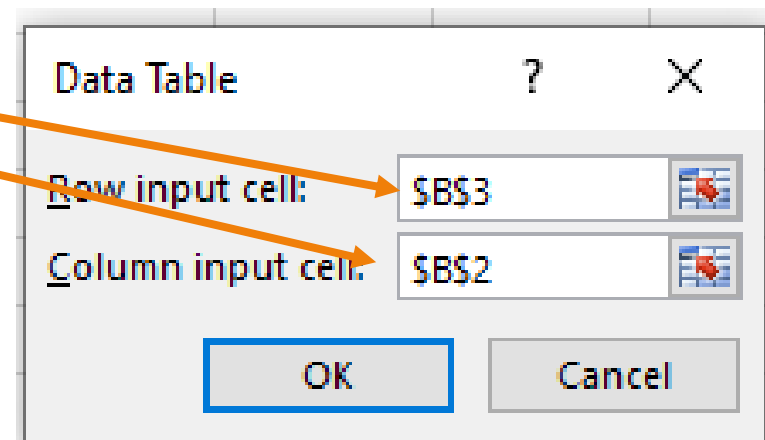 Data Table ? ×
Row input cell: $B$3
Column input cell: $B$2
OK Cancel